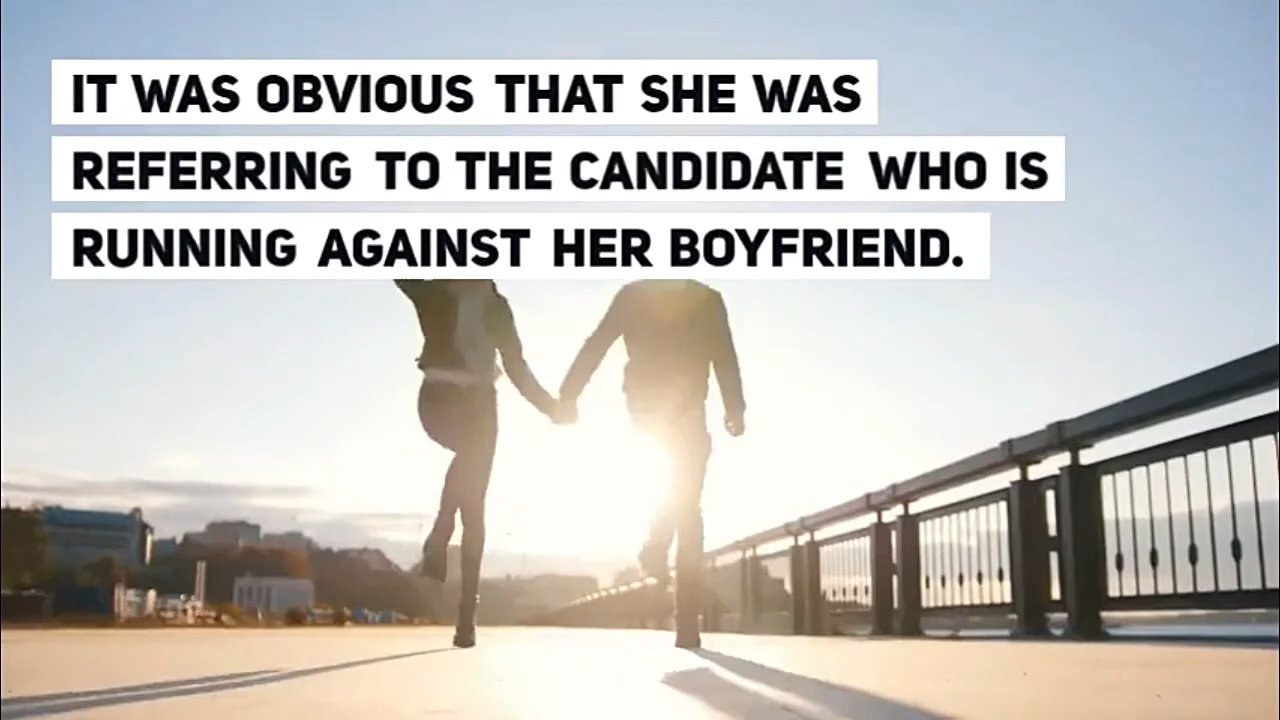 IT WAS OBVIOUS THAT SHE WAS
REFERRING TO THE CANDIDATE WHO IS
RUNNING AGAINST HER BOYFRIEND.